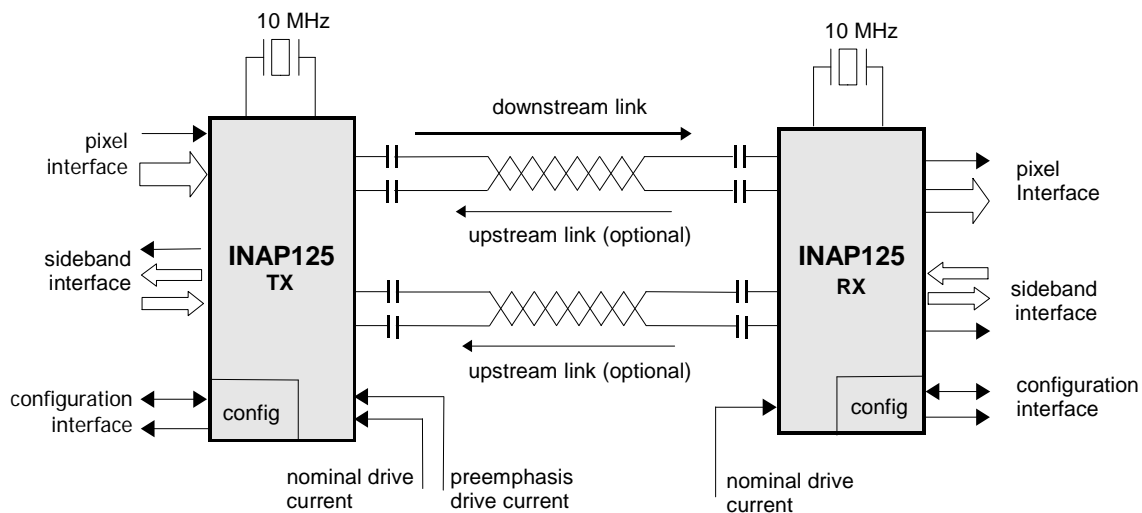 10 MHz
10 MHz
downstream link
pixel
interface
pixel
Interface
upstream link (optional)
sideband
interface
INAP125
TX
INAP125
RX
sideband
interface
upstream link (optional)
configuration
interface
config
config
configuration
interface
nominal drive
current
preemphasis
drive current
nominal drive
current